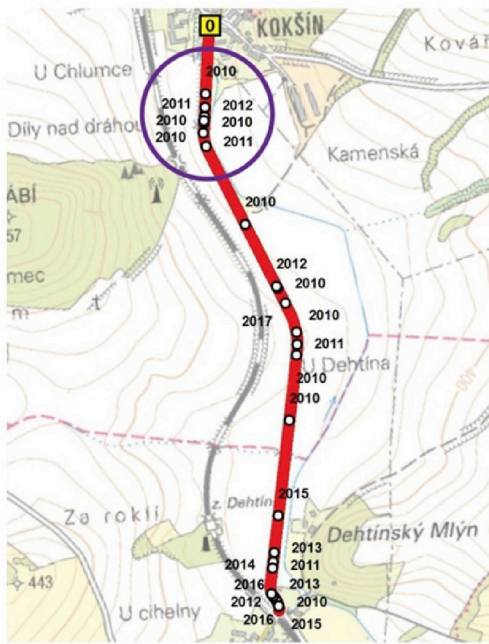 0
KOKŠÍN
Kovář
U Chlumce
2010
2011
2012
Díly nad dráhou
2010
2010
2010
2011
Kamenská
ÁBÍ
57
mec
m
t
2010
2012
2010
2017
2010
2011
U Dehtína
2010
2010
400
2015
z. Dehtín
Za roklí
Dehtínský Mlýn
2013
2014
2011
443
2016
2013
2012
2010
U cihelny
2016
2015